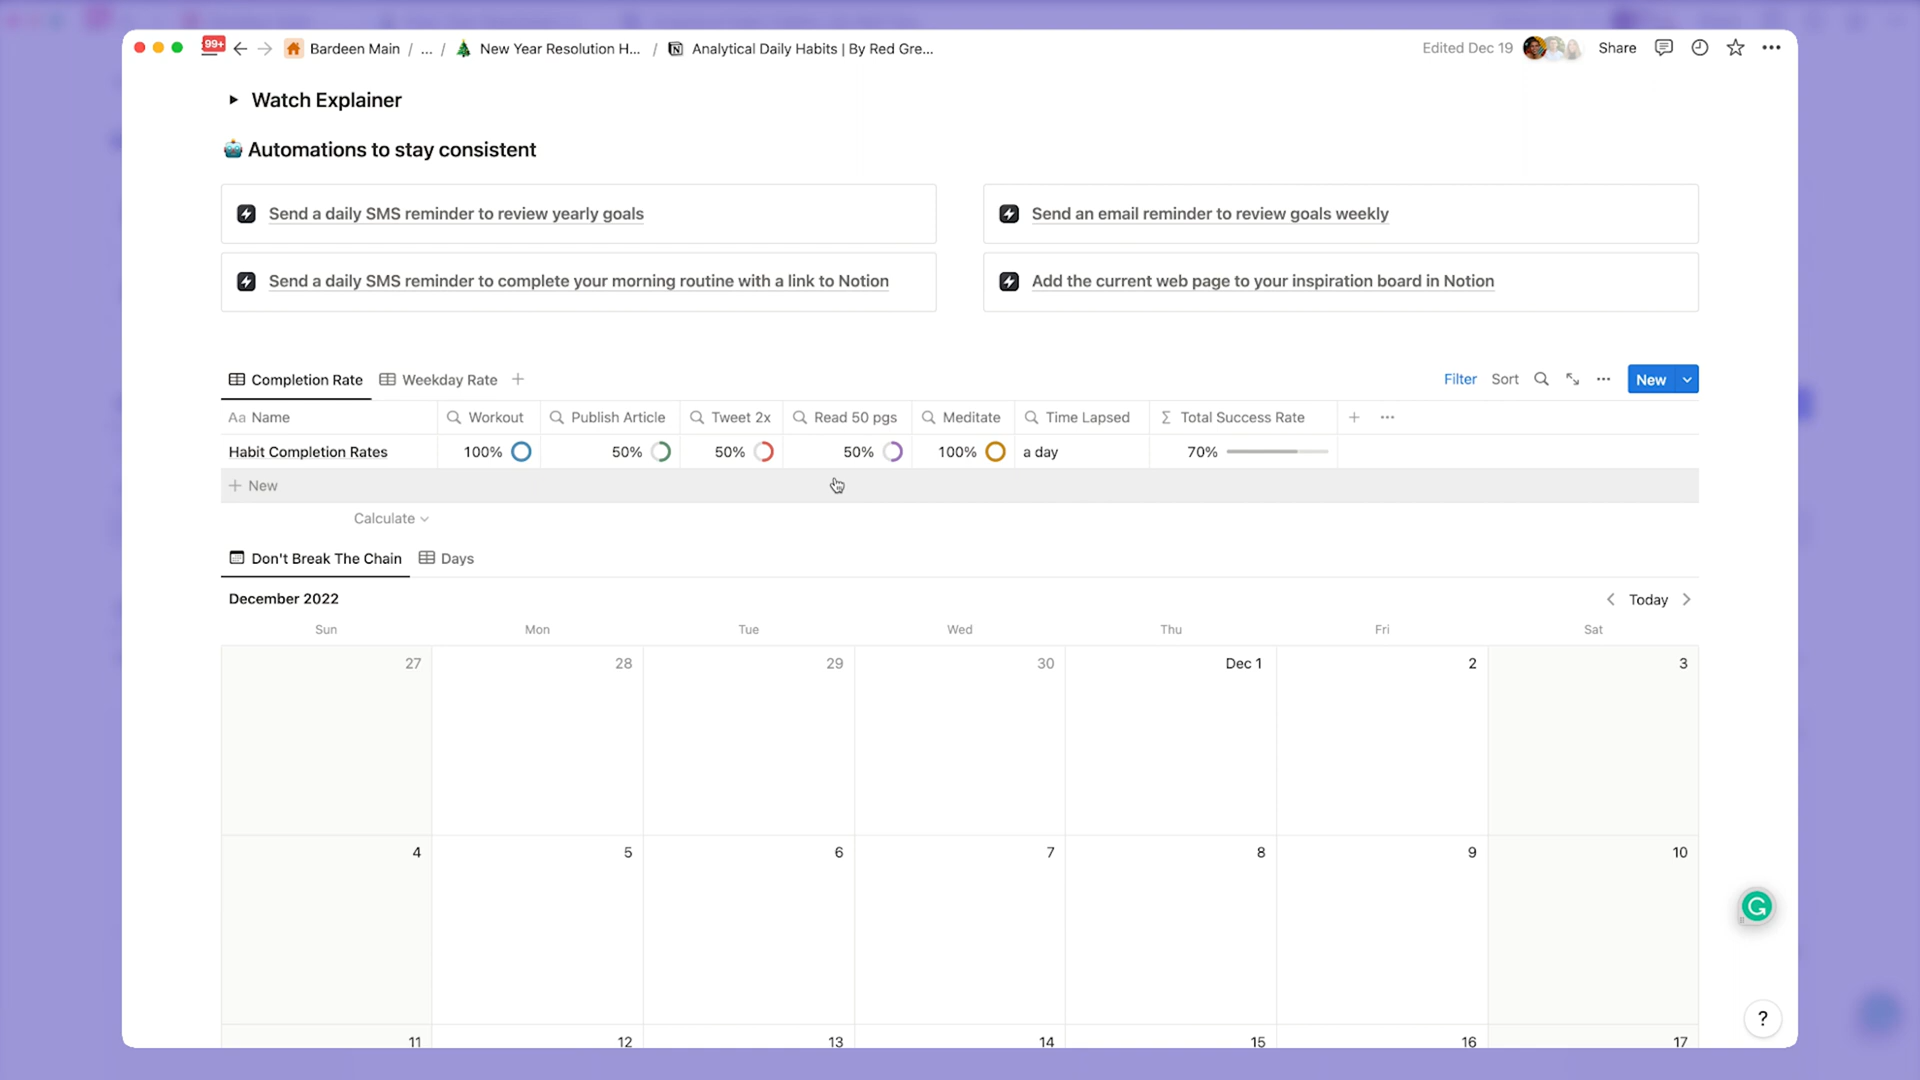 99+ Bardeen Main / ... / New Year Resolution H... / Analytical Daily Habits | By Red Gre... Edited Dec 19 Share
Watch Explainer
Automations to stay consistent
Send a daily SMS reminder to review yearly goals
Send an email reminder to review goals weekly
Send a daily SMS reminder to complete your morning routine with a link to Notion
Add the current web page to your inspiration board in Notion
Completion Rate Weekday Rate Filter Sort New
Aa Name Workout Publish Article Tweet 2x Read 50 pgs Meditate Time Lapsed Σ Total Success Rate
Habit Completion Rates 100% 50% 50% 50% 100% a day 70%
+ New
Calculate
Don't Break The Chain Days
December 2022 Today
Sun Mon Tue Wed Thu Fri Sat
27 28 29 30 Dec 1 2 3
4 5 6 7 8 9 10
11 12 13 14 15 16 17
G
?